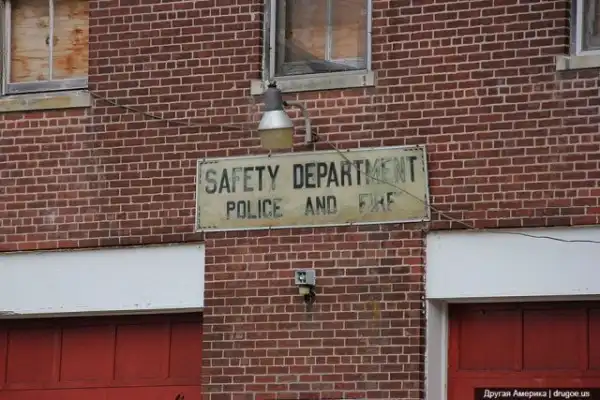 SAFETY DEPARTMENT
POLICE AND FIRE
Другая Америка | drugoe.us